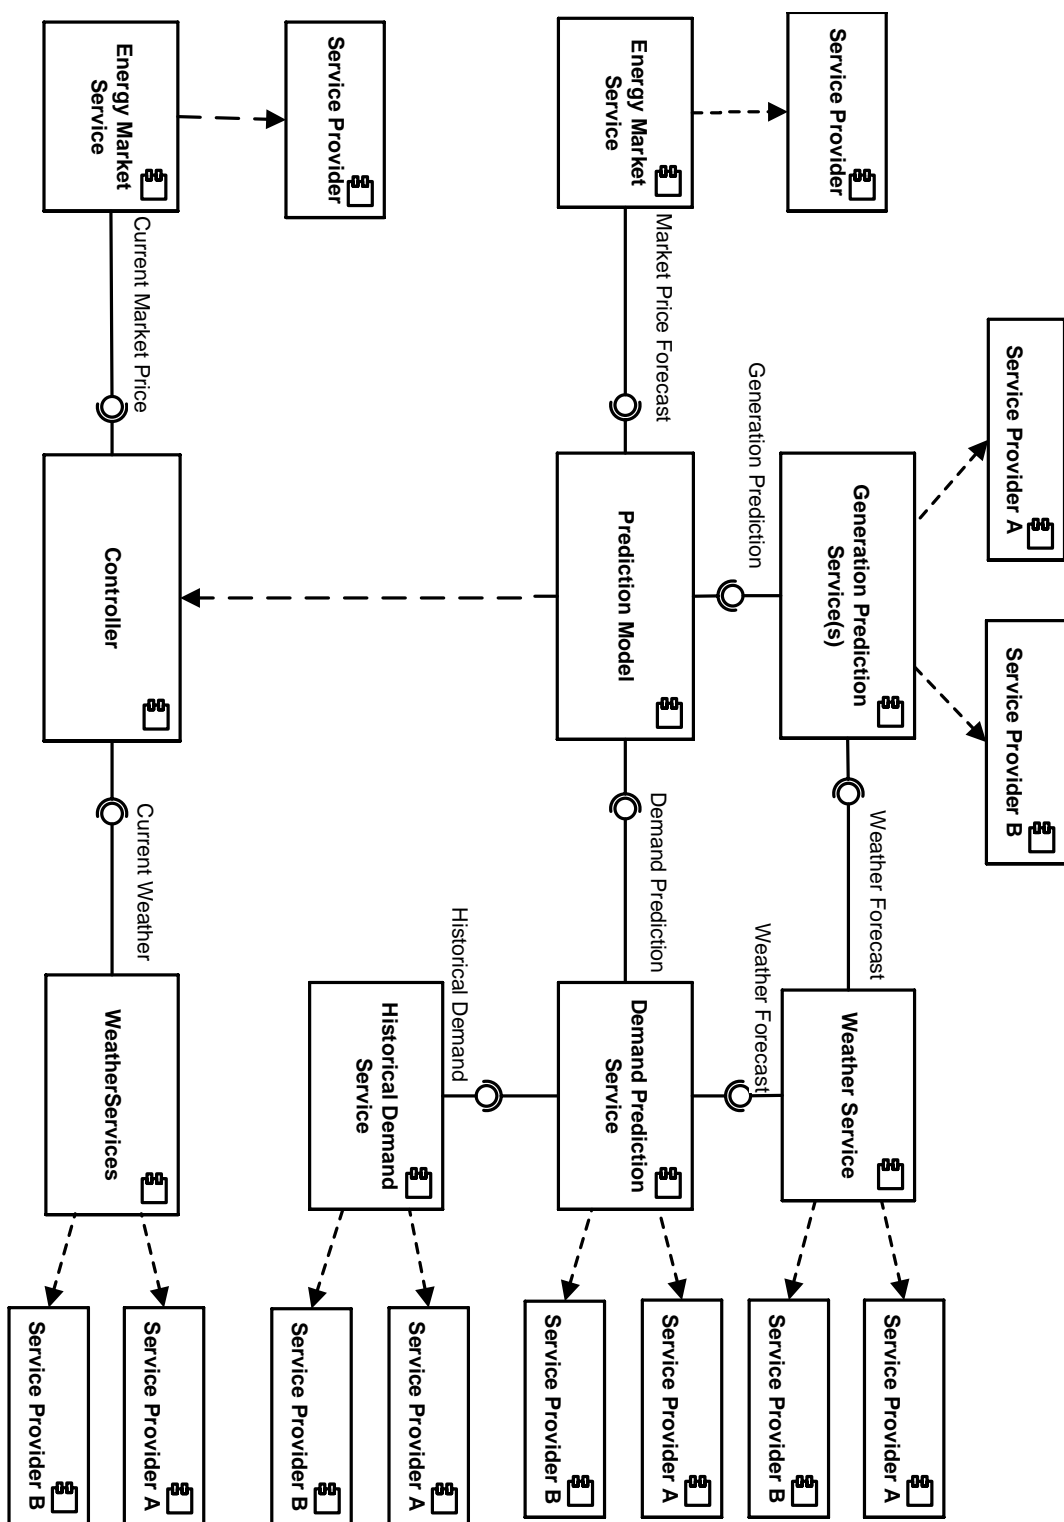 Service Provider A
Service Provider B
Service Provider
Generation Prediction
Service(s)
Weather Forecast
Weather Service
Service Provider A
Service Provider B
Generation Prediction
Weather Forecast
Energy Market
Service
Market Price Forecast
Prediction Model
Demand Prediction
Demand Prediction
Service
Service Provider A
Service Provider B
Historical Demand
Historical Demand
Service
Service Provider A
Service Provider B
Service Provider
Energy Market
Service
Current Market Price
Controller
Current Weather
WeatherServices
Service Provider A
Service Provider B